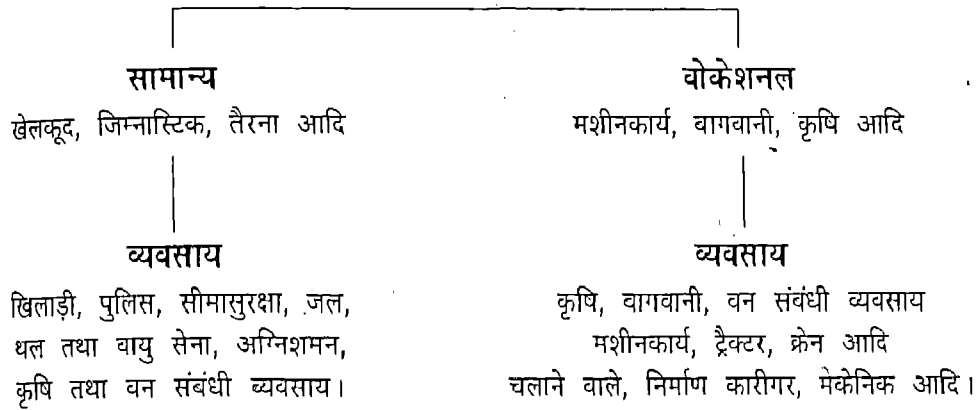 सामान्य
खेलकूद, जिम्नास्टिक, तैरना आदि
व्यवसाय
खिलाड़ी, पुलिस, सीमासुरक्षा, जल,
थल तथा वायु सेना, अग्निशमन,
कृषि तथा वन संबंधी व्यवसाय।
वोकेशनल
मशीनकार्य, वागवानी, कृषि आदि
व्यवसाय
कृषि, वागवानी, वन संबंधी व्यवसाय
मशीनकार्य, ट्रैक्टर, क्रेन आदि
चलाने वाले, निर्माण कारीगर, मेकेनिक आदि।